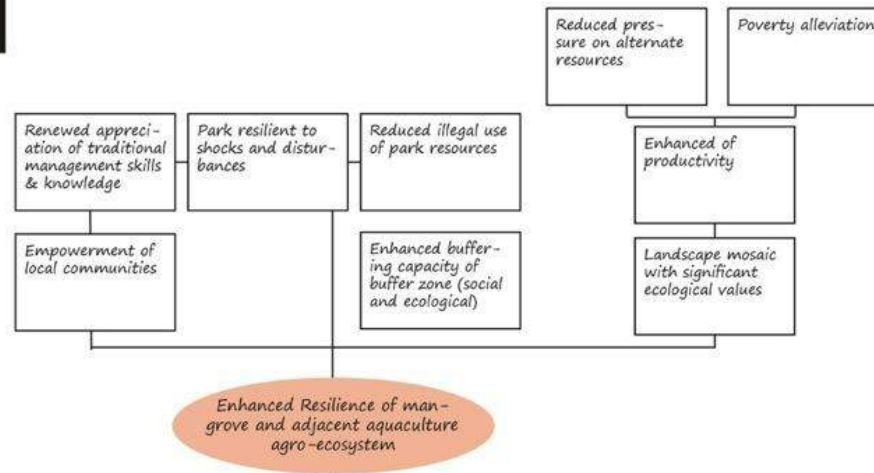 Reduced pres-
sure on alternate
resources
Poverty alleviation
Renewed appreci-
ation of traditional
management skills
& knowledge
Park resilient to
shocks and distur-
bances
Reduced illegal use
of park resources
Enhanced of
productivity
Empowerment of
local communities
Enhanced buffer-
ing capacity of
buffer zone (social
and ecological)
Landscape mosaic
with significant
ecological values
Enhanced Resilience of man-
grove and adjacent aquaculture
agro-ecosystem